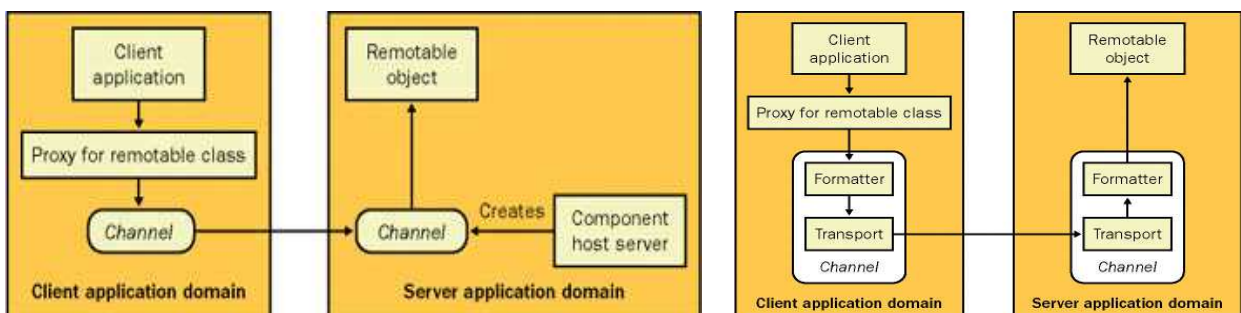 Client
application
Proxy for remotable class
Channel
Client application domain
Remotable
object
Channel
Creates
Component
host server
Server application domain
Client
application
Proxy for remotable class
Formatter
Transport
Channel
Client application domain
Remotable
object
Formatter
Transport
Channel
Server application domain